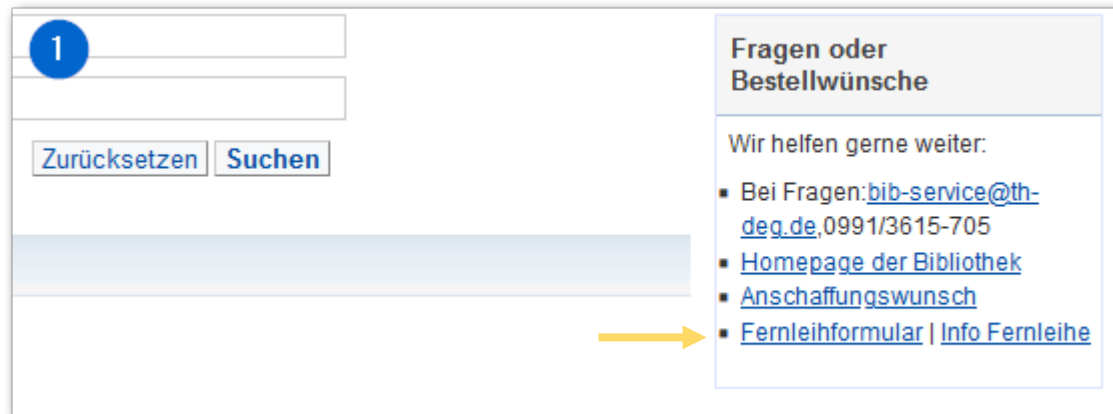 1
Zurücksetzen Suchen
Fragen oder
Bestellwünsche
Wir helfen gerne weiter:
▪ Bei Fragen:bib-service@th-
deg.de,0991/3615-705
▪ Homepage der Bibliothek
▪ Anschaffungswunsch
▪ Fernleihformular | Info Fernleihe